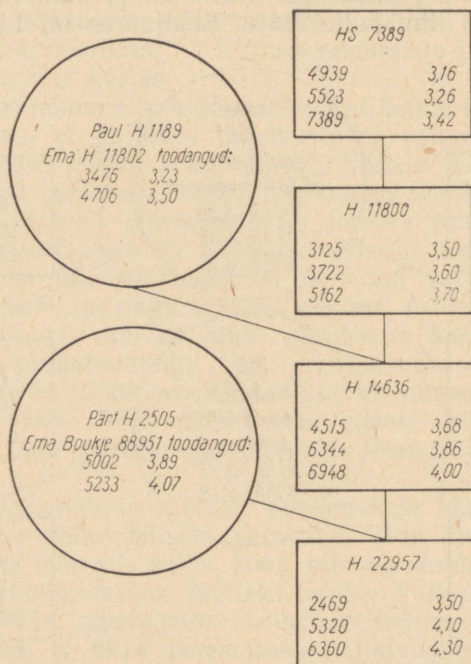 HS 7389
4939 3,16
5523 3,26
7389 3,42
Paul H 1189
Ema H 11802 toodangud:
3476 3,23
4706 3,50
H 11800
3125 3,50
3722 3,60
5162 3,70
H 14636
4515 3,68
6344 3,86
6948 4,00
Pärt H 2505
Ema Boukje 88951 toodangud:
5002 3,89
5233 4,07
H 22957
2469 3,50
5320 4,10
6360 4,30